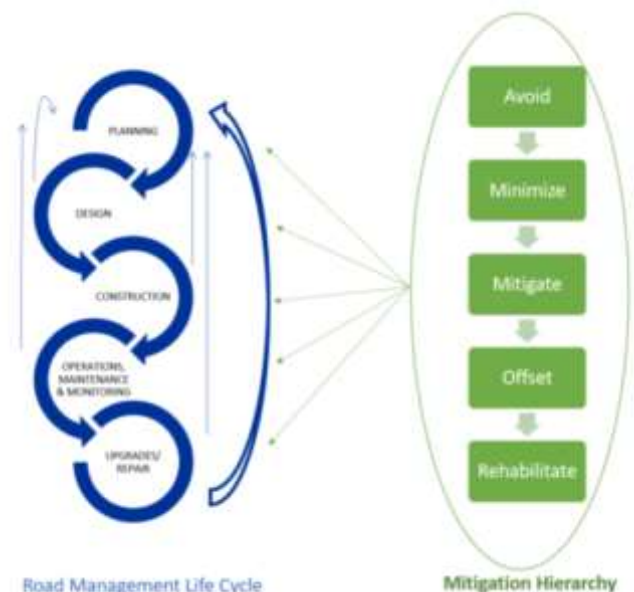 PLANNING
DESIGN
CONSTRUCTION
OPERATIONS,
MAINTENANCE
& MONITORING
UPGRADES/
REPAIR
Road Management Life Cycle
Avoid
Minimize
Mitigate
Offset
Rehabilitate
Mitigation Hierarchy